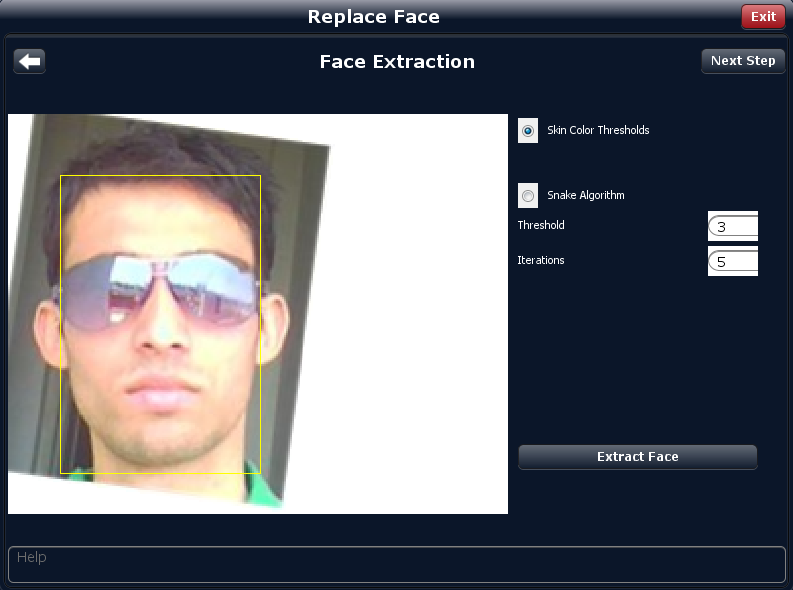 Replace Face
Exit
Face Extraction
Next Step
Skin Color Thresholds
Snake Algorithm
Threshold
3
Iterations
5
Extract Face
Help